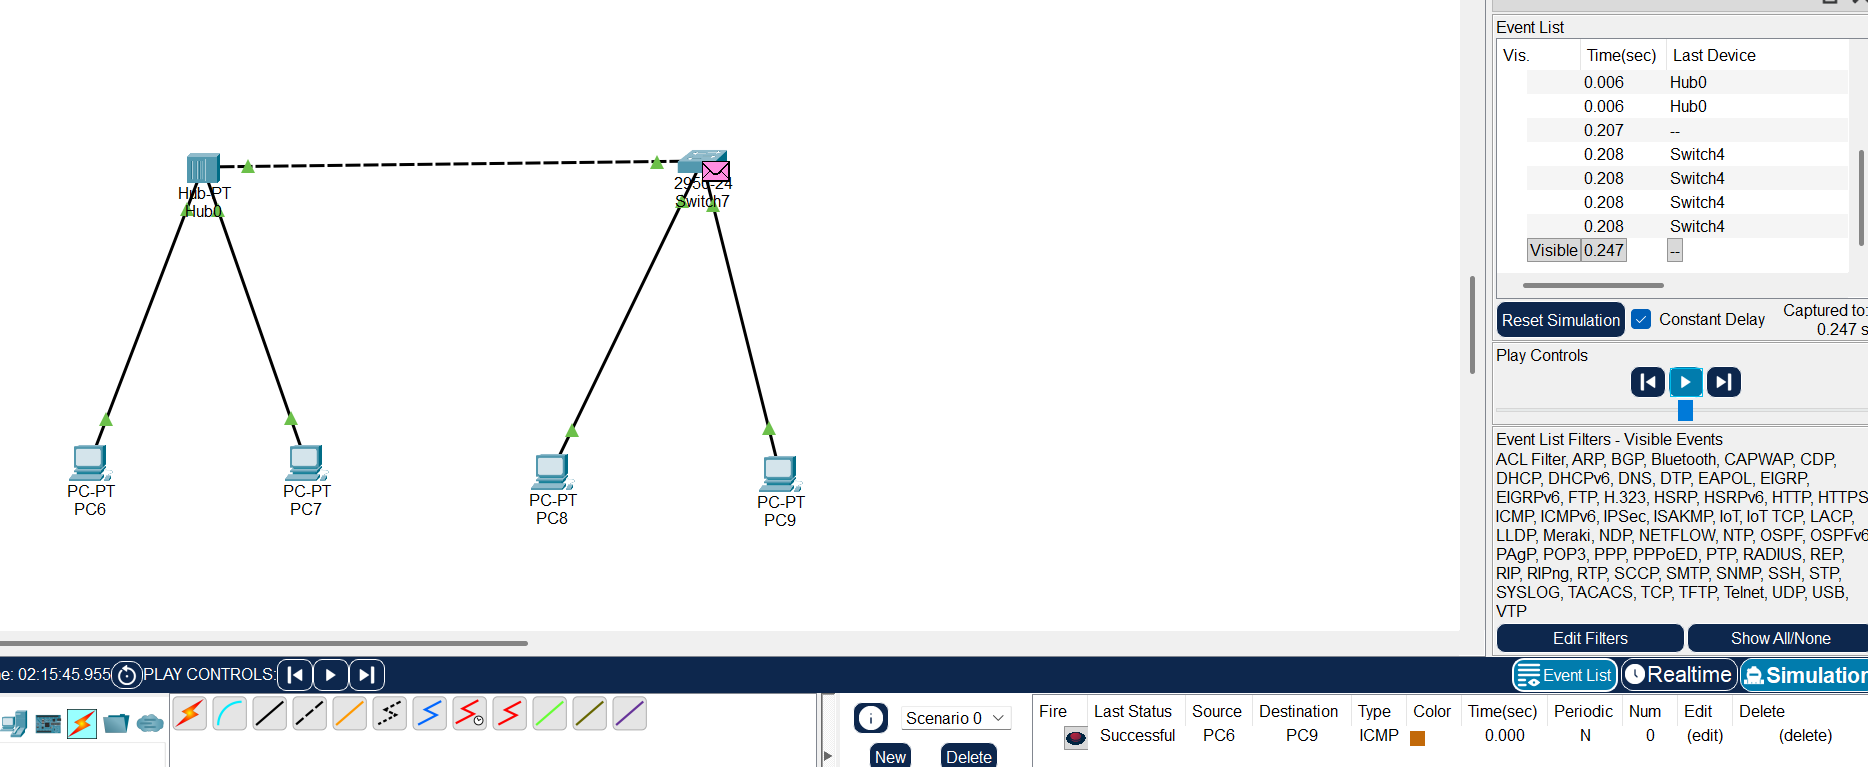 Event List
Vis. Time(sec) Last Device
0.006 Hub0
0.006 Hub0
0.207 --
0.208 Switch4
0.208 Switch4
0.208 Switch4
0.208 Switch4
Visible 0.247 --
Reset Simulation Constant Delay Captured to:
0.247 s
Play Controls
Event List Filters - Visible Events
ACL Filter, ARP, BGP, Bluetooth, CAPWAP, CDP,
DHCP, DHCPv6, DNS, DTP, EAPOL, EIGRP,
EIGRPv6, FTP, H.323, HSRP, HSRPv6, HTTP, HTTPS
ICMP, ICMPv6, IPSec, ISAKMP, IoT, IoT TCP, LACP,
LLDP, Meraki, NDP, NETFLOW, NTP, OSPF, OSPFv6
PAgP, POP3, PPP, PPPoED, PTP, RADIUS, REP,
RIP, RIPng, RTP, SCCP, SMTP, SNMP, SSH, STP,
SYSLOG, TACACS, TCP, TFTP, Telnet, UDP, USB,
VTP
Edit Filters Show All/None
Hub-PT
Hub0
2950-24
Switch7
PC-PT
PC6
PC-PT
PC7
PC-PT
PC8
PC-PT
PC9
e: 02:15:45.955 PLAY CONTROLS:
Event List Realtime Simulation
Scenario 0
New Delete
Fire Last Status Source Destination Type Color Time(sec) Periodic Num Edit Delete
Successful PC6 PC9 ICMP 0.000 N 0 (edit) (delete)